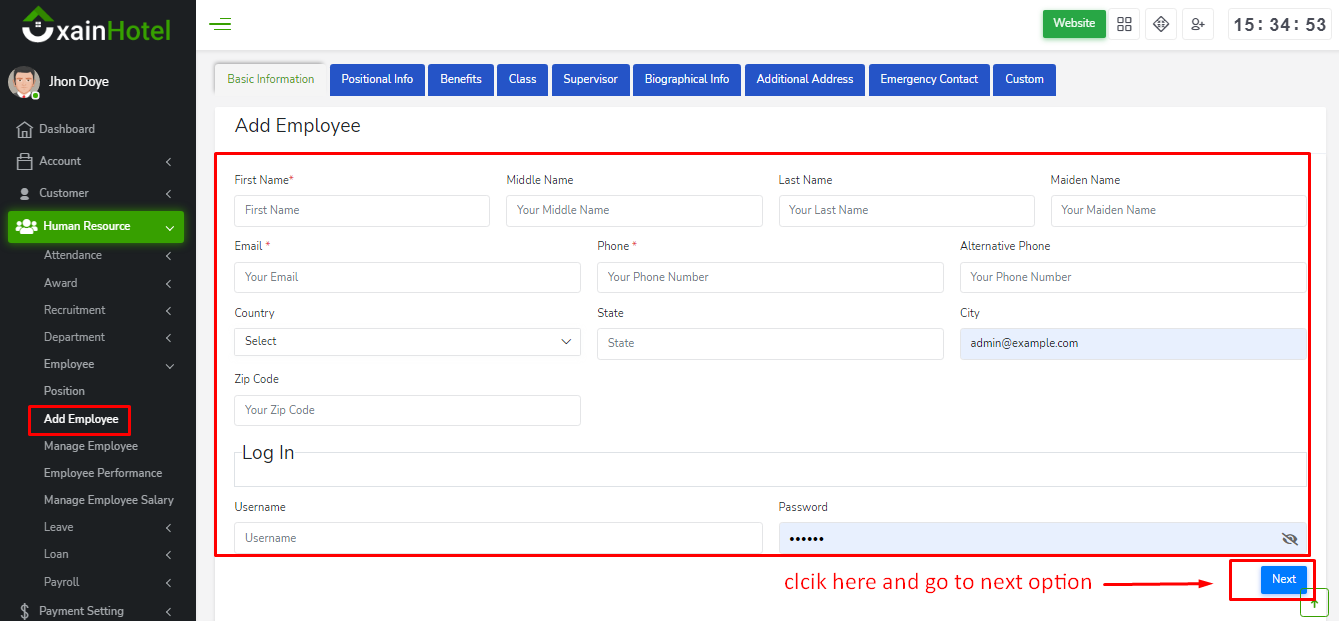 xainHotel
Website
15: 34: 53
Jhon Doye
Basic Information
Positional Info
Benefits
Class
Supervisor
Biographical Info
Additional Address
Emergency Contact
Custom
Dashboard
Account
Customer
Human Resource
Attendance
Award
Recruitment
Department
Employee
Position
Add Employee
Manage Employee
Employee Performance
Manage Employee Salary
Leave
Loan
Payroll
Payment Setting
Add Employee
First Name*
Middle Name
Last Name
Maiden Name
First Name
Your Middle Name
Your Last Name
Your Maiden Name
Email *
Phone *
Alternative Phone
Your Email
Your Phone Number
Your Phone Number
Country
State
City
Select
State
admin@example.com
Zip Code
Your Zip Code
Log In
Username
Password
Username
••••••
clcik here and go to next option
Next